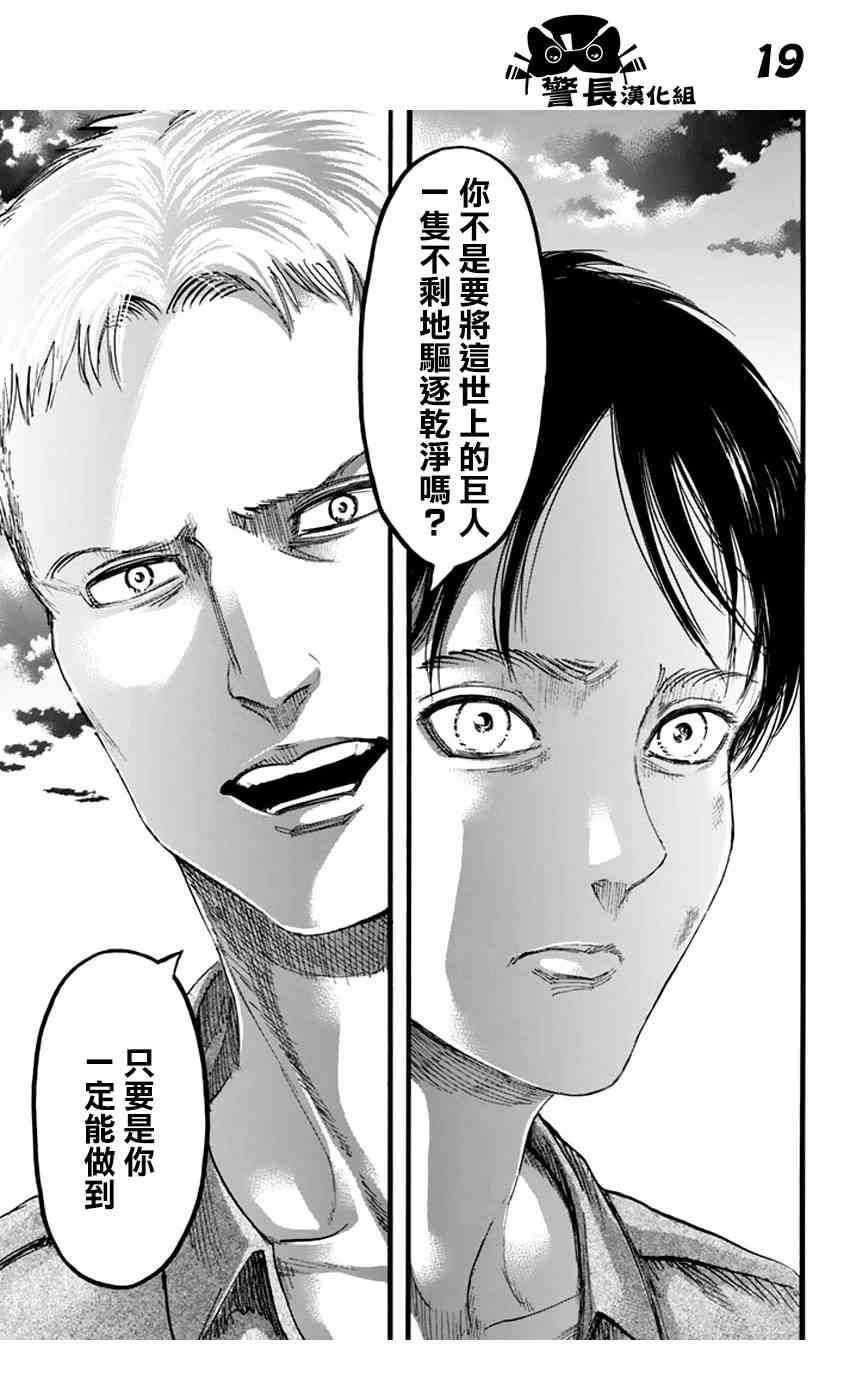 警長漢化組
19
你不是要將這世上的巨人
一隻不剩地驅逐乾淨嗎？
只要是你
一定能做到